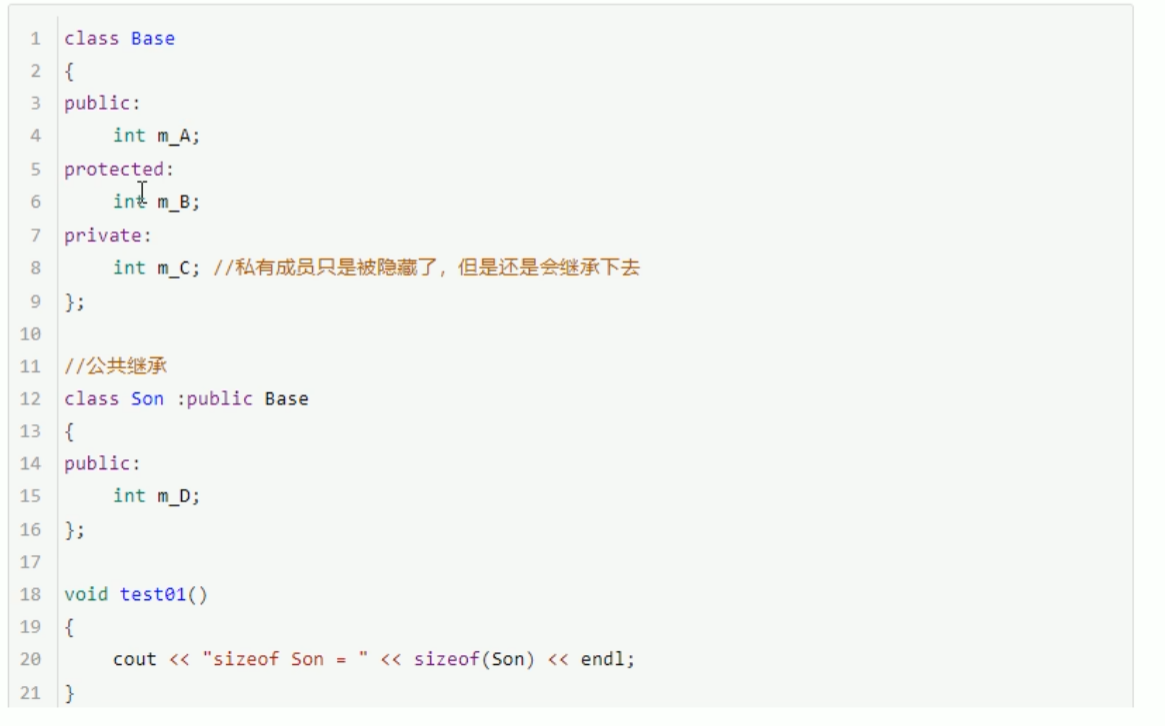 1 class Base
2 {
3 public:
4     int m_A;
5 protected:
6     int m_B;
7 private:
8     int m_C; //私有成员只是被隐藏了，但是还是会继承下去
9 };
10
11 //公共继承
12 class Son :public Base
13 {
14 public:
15     int m_D;
16 };
17
18 void test01()
19 {
20     cout << "sizeof Son = " << sizeof(Son) << endl;
21 }